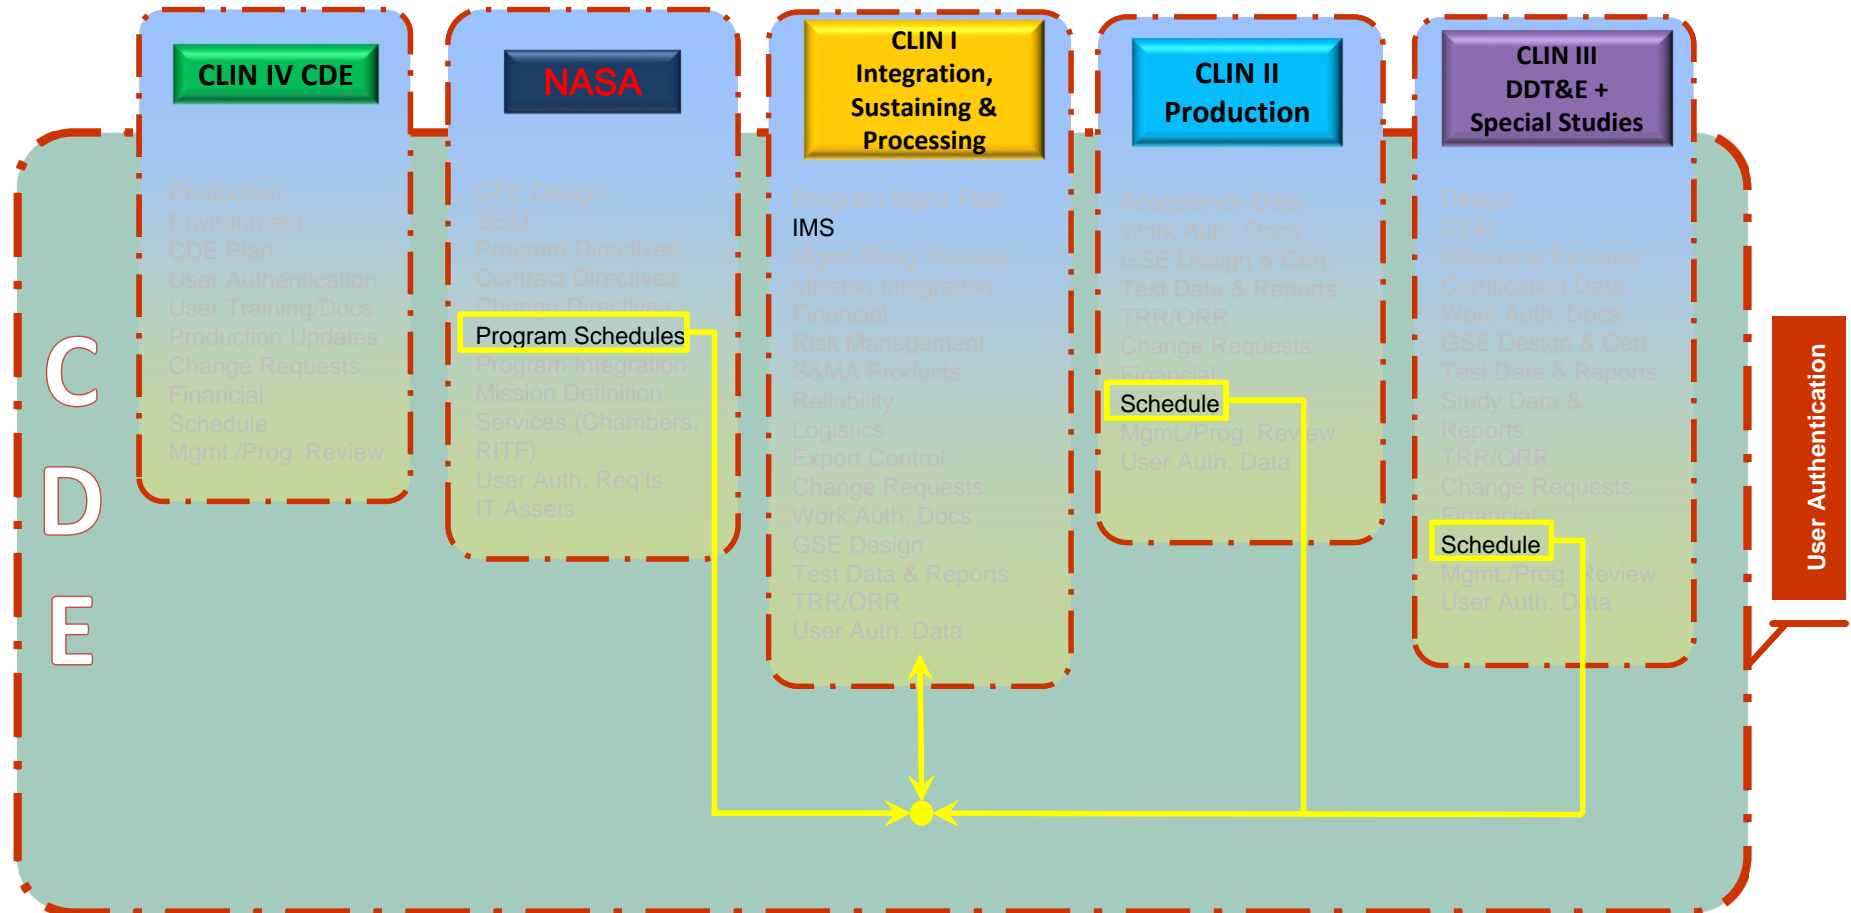 CLIN IV CDE
Production
Environment
CDE Plan
User Authentication
User Training/Docs
Production Updates
Change Requests
Financial
Schedule
Mgmt./Prog. Review
NASA
GFE Design
SE&I
Program Directives
Contract Directives
Change Directives
Program Schedules
Program Integration
Mission Definition
Services (Chambers,
RITF)
User Auth. Req'ts
IT Assets
CLIN I
Integration,
Sustaining &
Processing
Program Mgmt Plan
IMS
Mgmt./Prog. Review
Mission Integration
Financial
Risk Management
S&MA Products
Reliability
Logistics
Export Control
Change Requests
Work Auth. Docs
GSE Design
Test Data & Reports
TRR/ORR
User Auth. Data
CLIN II
Production
Acceptance Data
Work Auth. Docs
GSE Design & Cert.
Test Data & Reports
TRR/ORR
Change Requests
Financial
Schedule
Mgmt./Prog. Review
User Auth. Data
CLIN III
DDT&E +
Special Studies
Design
SE&I
Milestone Reviews
Certification Data
Work Auth. Docs
GSE Design & Cert.
Test Data & Reports
Study Data &
Reports
TRR/ORR
Change Requests
Financial
Schedule
Mgmt./Prog. Review
User Auth. Data
C
D
E
User Authentication